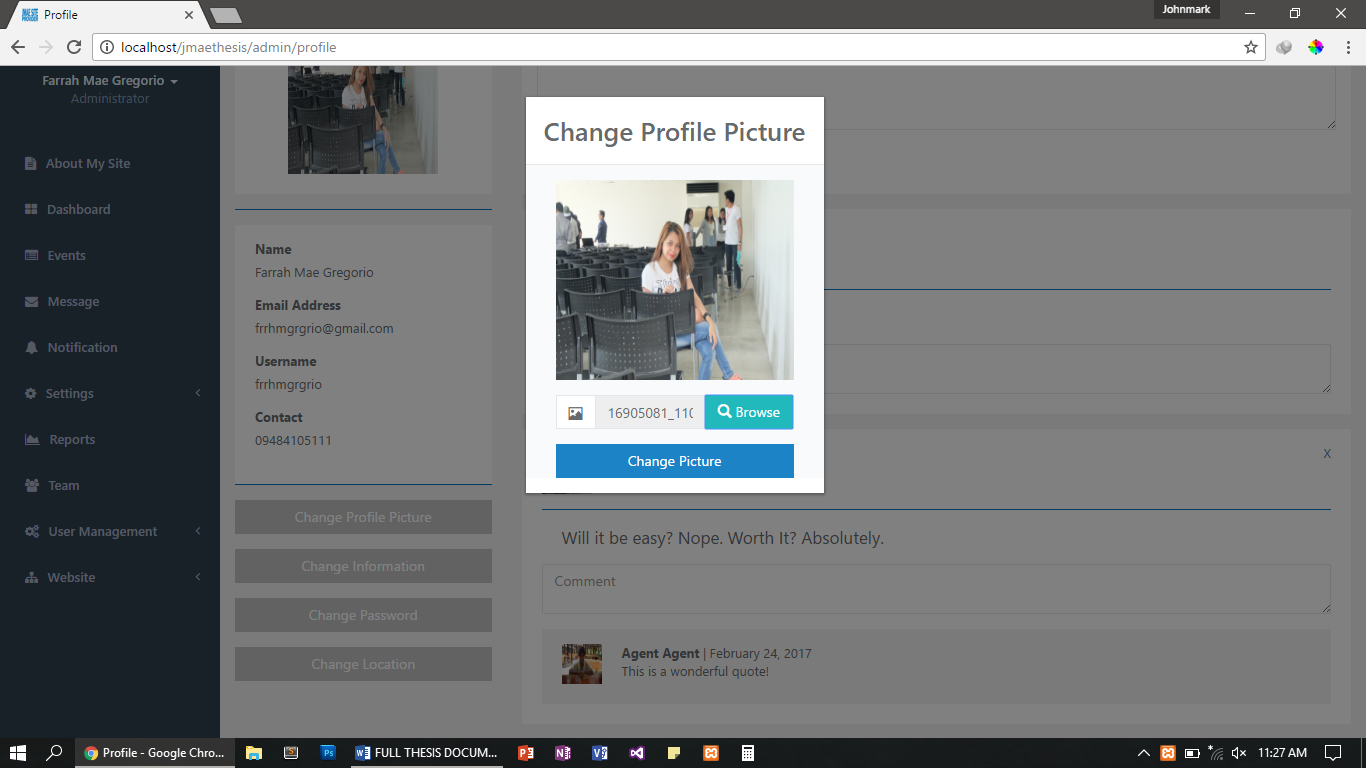 Profile
Johnmark
localhost/jmaethesis/admin/profile
Farrah Mae Gregorio
Administrator
About My Site
Dashboard
Events
Message
Notification
Settings
Reports
Team
User Management
Website
Name
Farrah Mae Gregorio
Email Address
frrhmgrgrio@gmail.com
Username
frrhmgrgrio
Contact
09484105111
Change Profile Picture
Change Information
Change Password
Change Location
Change Profile Picture
16905081_110
Browse
Change Picture
X
Will it be easy? Nope. Worth It? Absolutely.
Comment
Agent Agent | February 24, 2017
This is a wonderful quote!
Profile - Google Chro...
FULL THESIS DOCUM...
11:27 AM